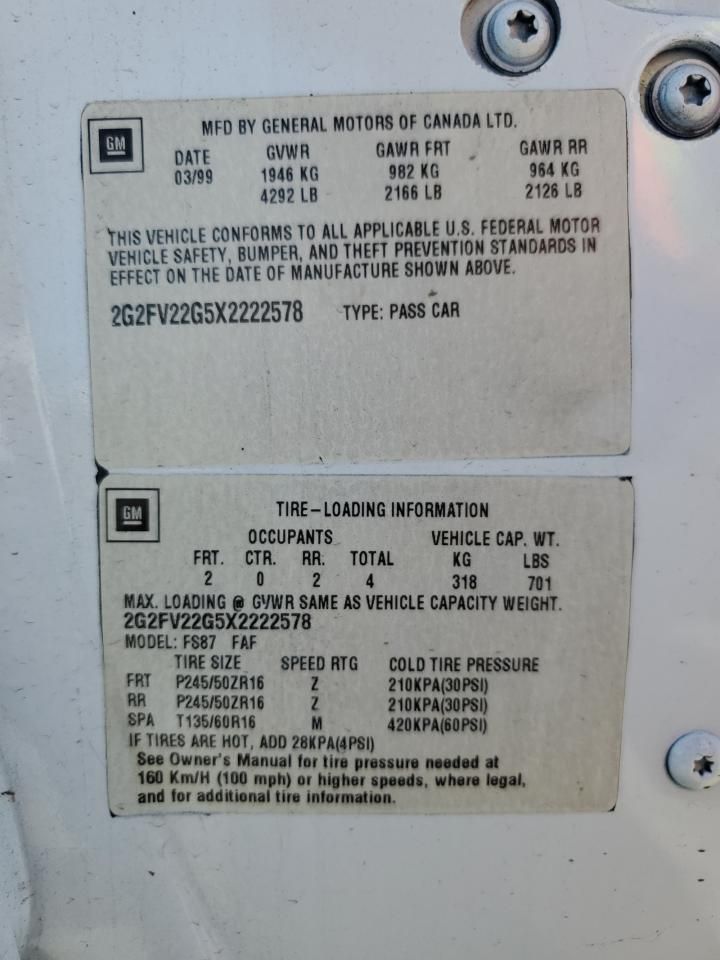 GM
MFD BY GENERAL MOTORS OF CANADA LTD.
DATE GVWR GAWR FRT GAWR RR
03/99 1946 KG 982 KG 964 KG
4292 LB 2166 LB 2126 LB
THIS VEHICLE CONFORMS TO ALL APPLICABLE U.S. FEDERAL MOTOR
VEHICLE SAFETY, BUMPER, AND THEFT PREVENTION STANDARDS IN
EFFECT ON THE DATE OF MANUFACTURE SHOWN ABOVE.
2G2FV22G5X2222578 TYPE: PASS CAR
GM
TIRE-LOADING INFORMATION
OCCUPANTS VEHICLE CAP. WT.
FRT. CTR. RR. TOTAL KG LBS
2 0 2 4 318 701
MAX. LOADING @ GVWR SAME AS VEHICLE CAPACITY WEIGHT.
2G2FV22G5X2222578
MODEL: FS87 FAF
TIRE SIZE SPEED RTG COLD TIRE PRESSURE
FRT P245/50ZR16 Z 210KPA(30PSI)
RR P245/50ZR16 Z 210KPA(30PSI)
SPA T135/60R16 M 420KPA(60PSI)
IF TIRES ARE HOT, ADD 28KPA(4PSI)
See Owner's Manual for tire pressure needed at
160 Km/H (100 mph) or higher speeds, where legal,
and for additional tire information.